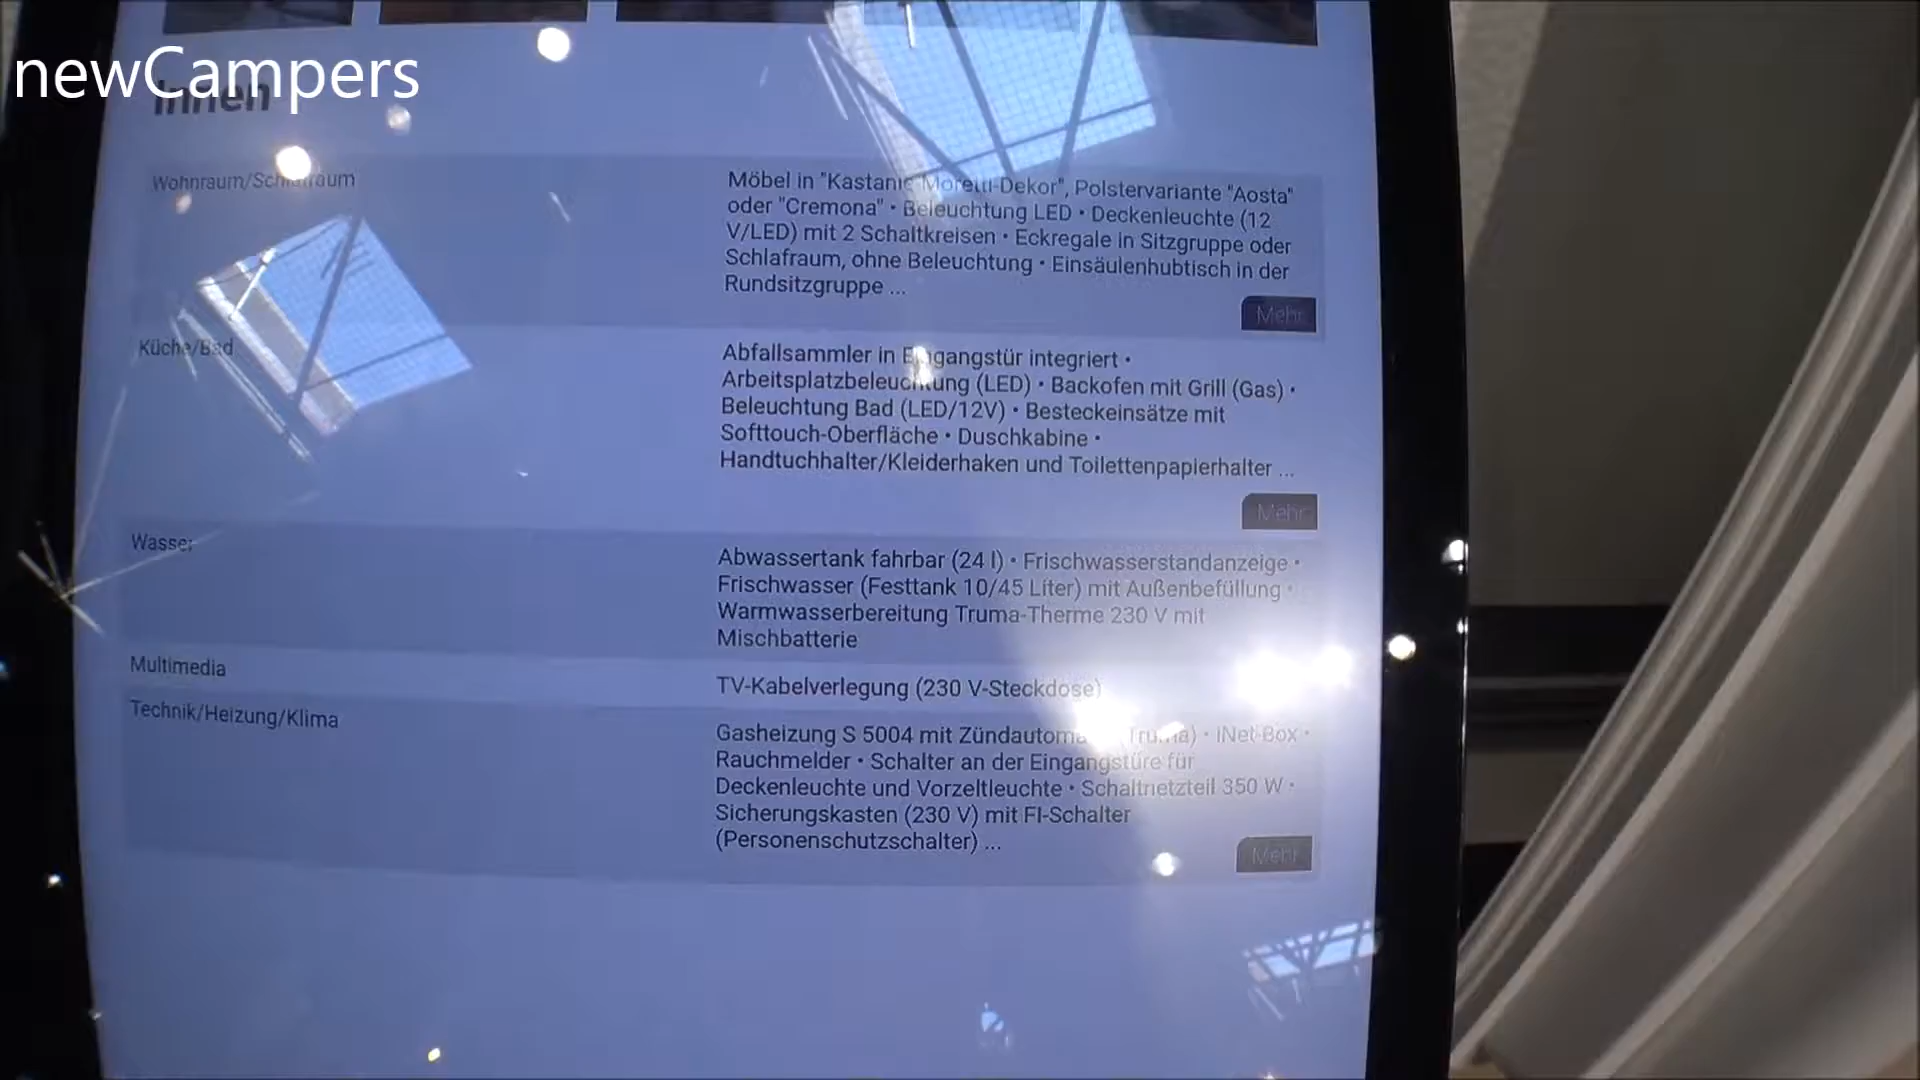 newCampers
Innen
Wohnraum/Schlafraum
Möbel in "Kastanie Moretti-Dekor", Polstervariante "Aosta"
oder "Cremona" • Beleuchtung LED • Deckenleuchte (12
V/LED) mit 2 Schaltkreisen • Eckregale in Sitzgruppe oder
Schlafraum, ohne Beleuchtung • Einsäulenhubtisch in der
Rundsitzgruppe ...
Mehr
Küche/Bad
Abfallsammler in Eingangstür integriert •
Arbeitsplatzbeleuchtung (LED) • Backofen mit Grill (Gas) •
Beleuchtung Bad (LED/12V) • Besteckeinsätze mit
Softtouch-Oberfläche • Duschkabine •
Handtuchhalter/Kleiderhaken und Toilettenpapierhalter ...
Mehr
Wasser
Abwassertank fahrbar (24 l) • Frischwasserstandanzeige •
Frischwasser (Festtank 10/45 Liter) mit Außenbefüllung •
Warmwasserbereitung Truma-Therme 230 V mit
Mischbatterie
Multimedia
TV-Kabelverlegung (230 V-Steckdose)
Technik/Heizung/Klima
Gasheizung S 5004 mit Zündautomat (Truma) • iNet-Box •
Rauchmelder • Schalter an der Eingangstüre für
Deckenleuchte und Vorzeltleuchte • Schaltnetzteil 350 W •
Sicherungskasten (230 V) mit FI-Schalter
(Personenschutzschalter) ...
Mehr